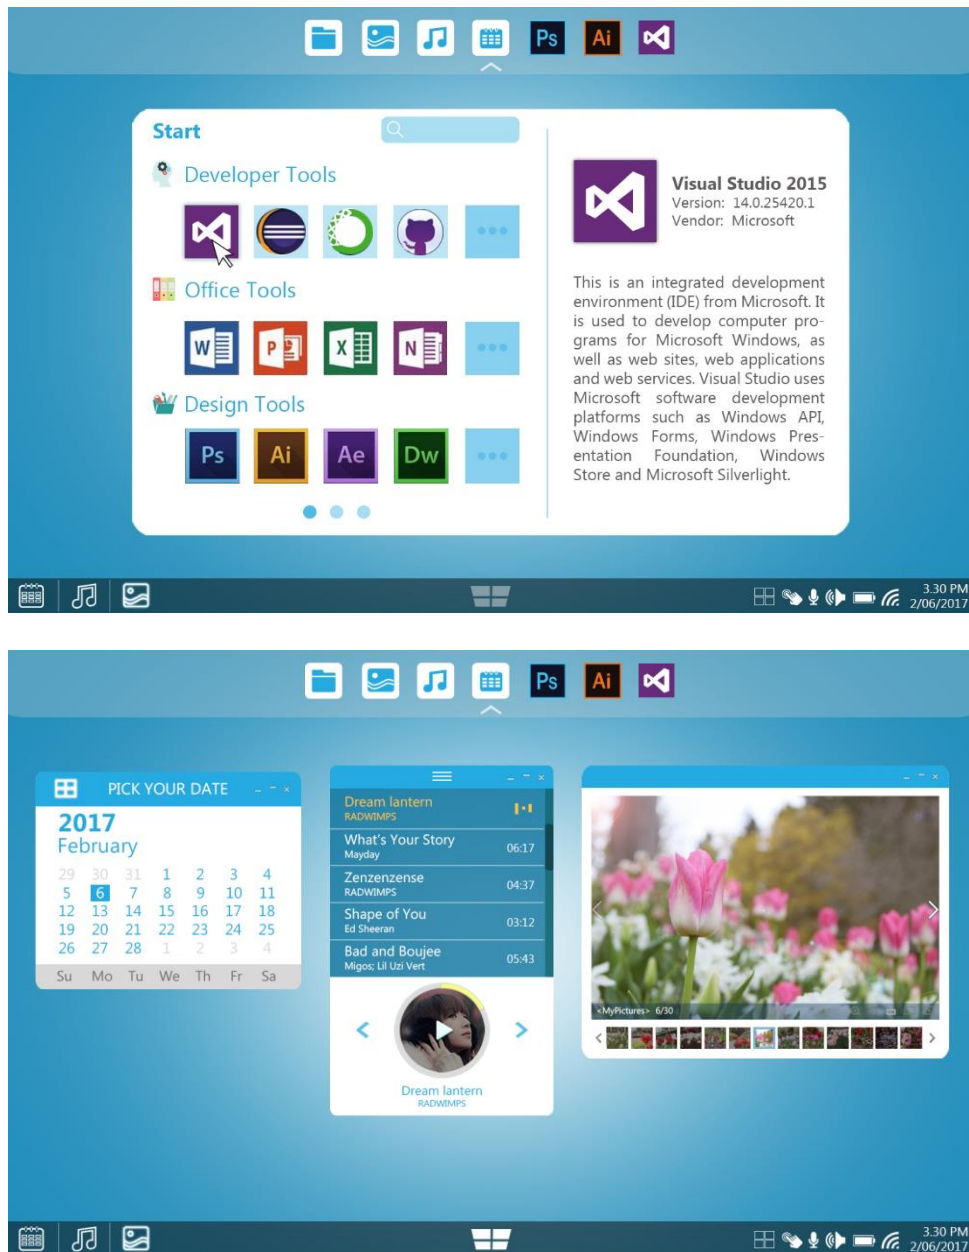 Ps Ai
Start
Developer Tools
Office Tools
W P X N
Design Tools
Ps Ai Ae Dw
Visual Studio 2015
Version: 14.0.25420.1
Vendor: Microsoft
This is an integrated development
environment (IDE) from Microsoft. It
is used to develop computer pro-
grams for Microsoft Windows, as
well as web sites, web applications
and web services. Visual Studio uses
Microsoft software development
platforms such as Windows API,
Windows Forms, Windows Pres-
entation Foundation, Windows
Store and Microsoft Silverlight.
3.30 PM
2/06/2017
Ps Ai
PICK YOUR DATE
2017
February
29 30 31 1 2 3 4
5 6 7 8 9 10 11
12 13 14 15 16 17 18
19 20 21 22 23 24 25
26 27 28 1 2 3 4
Su Mo Tu We Th Fr Sa
Dream lantern
RADWIMPS
What's Your Story 06:17
Mayday
Zenzenzense 04:37
RADWIMPS
Shape of You 03:12
Ed Sheeran
Bad and Boujee 05:43
Migos; Lil Uzi Vert
Dream lantern
RADWIMPS
<MyPictures> 6/30
3.30 PM
2/06/2017